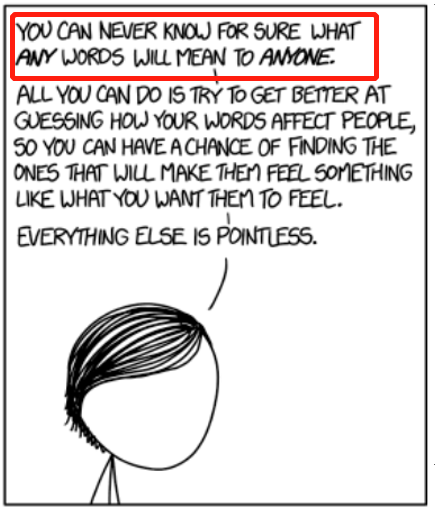 YOU CAN NEVER KNOW FOR SURE WHAT
ANY WORDS WILL MEAN TO ANYONE.
ALL YOU CAN DO IS TRY TO GET BETTER AT
GUESSING HOW YOUR WORDS AFFECT PEOPLE,
SO YOU CAN HAVE A CHANCE OF FINDING THE
ONES THAT WILL MAKE THEM FEEL SOMETHING
LIKE WHAT YOU WANT THEM TO FEEL.
EVERYTHING ELSE IS POINTLESS.